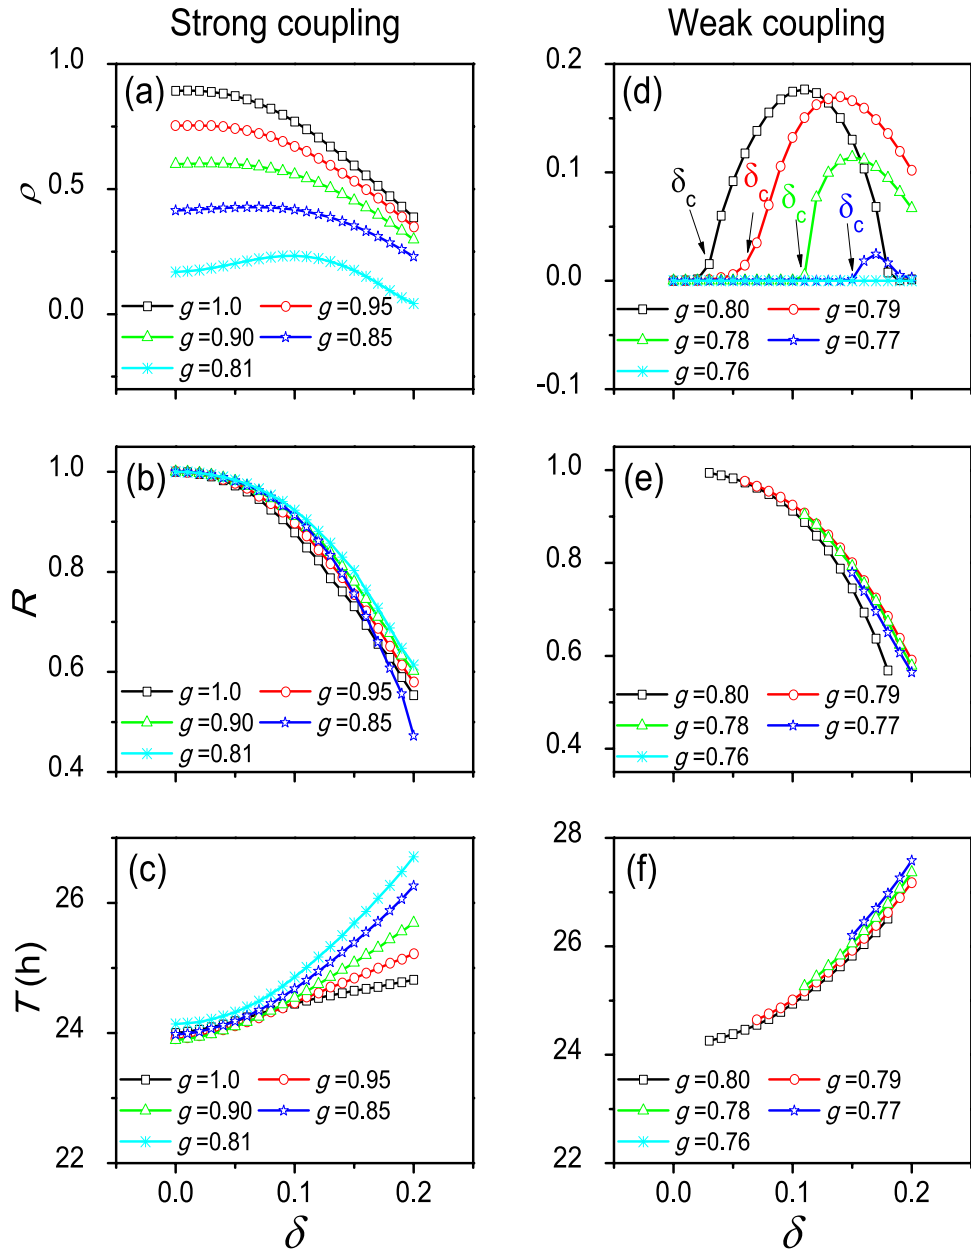 Strong coupling
Weak coupling
(a)
1.0
0.5
0.0
ρ
g=1.0
g=0.95
g=0.90
g=0.85
g=0.81
(d)
0.2
0.1
0.0
-0.1
δc
δc
δc
δc
g=0.80
g=0.79
g=0.78
g=0.77
g=0.76
(b)
1.0
0.8
0.6
0.4
R
g=1.0
g=0.95
g=0.90
g=0.85
g=0.81
(e)
1.0
0.8
0.6
0.4
g=0.80
g=0.79
g=0.78
g=0.77
g=0.76
(c)
26
24
22
T(h)
g=1.0
g=0.95
g=0.90
g=0.85
g=0.81
0.0 0.1 0.2
δ
(f)
28
26
24
22
g=0.80
g=0.79
g=0.78
g=0.77
g=0.76
0.0 0.1 0.2
δ